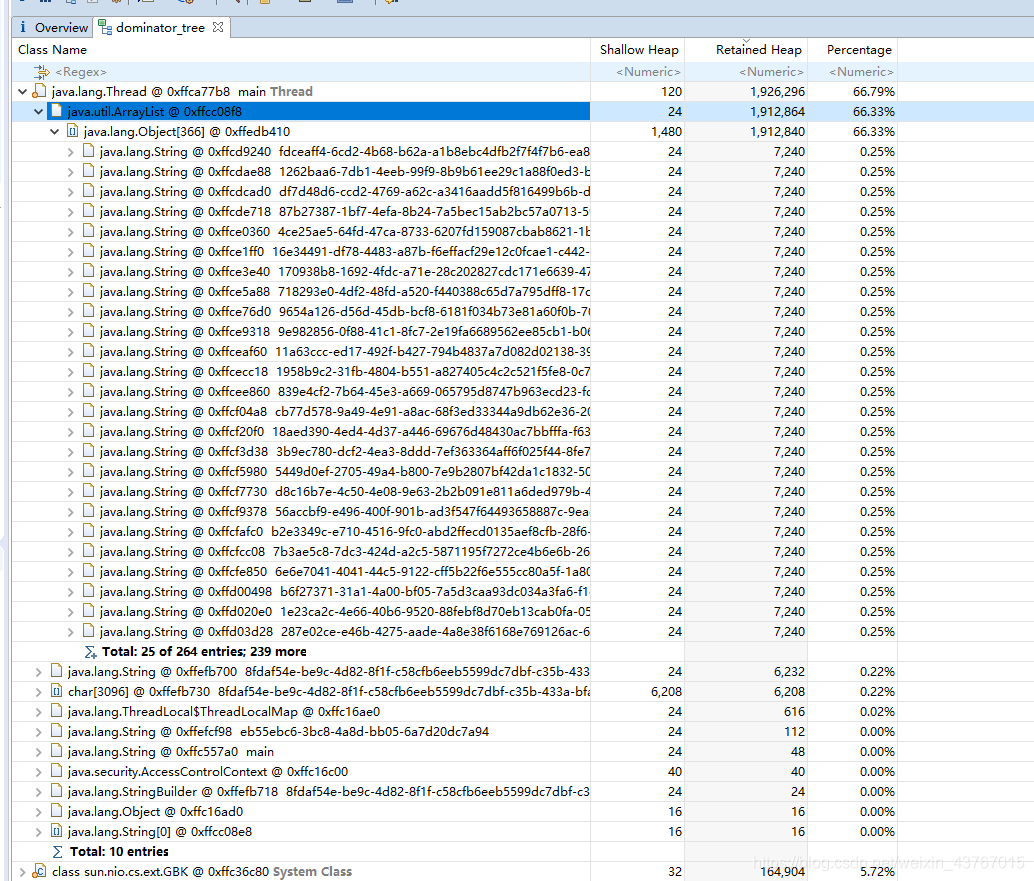 Overview dominator_tree
Class Name Shallow Heap Retained Heap Percentage
<Regex> <Numeric> <Numeric> <Numeric>
java.lang.Thread @ 0xffca77b8 main Thread 120 1,926,296 66.79%
java.util.ArrayList @ 0xffcc08f8 24 1,912,864 66.33%
java.lang.Object[366] @ 0xffedb410 1,480 1,912,840 66.33%
java.lang.String @ 0xffcd9240 fdceaff4-6cd2-4b68-b62a-a1b8ebc4dfb2f7f4f7b6-ea8 24 7,240 0.25%
java.lang.String @ 0xffcdae88 1262baa6-7db1-4eeb-99f9-8b9b61ee29c1a88f0ed3-b 24 7,240 0.25%
java.lang.String @ 0xffcdcad0 df7d48d6-ccd2-4769-a62c-a3416aadd5f816499b6b-d 24 7,240 0.25%
java.lang.String @ 0xffcde718 87b27387-1bf7-4efa-8b24-7a5bec15ab2bc57a0713-5 24 7,240 0.25%
java.lang.String @ 0xffce0360 4ce25ae5-64fd-47ca-8733-6207fd159087cbab8621-1b 24 7,240 0.25%
java.lang.String @ 0xffce1ff0 16e34491-df78-4483-a87b-f6effacf29e12c0fcae1-c442- 24 7,240 0.25%
java.lang.String @ 0xffce3e40 170938b8-1692-4fdc-a71e-28c202827cdc171e6639-47 24 7,240 0.25%
java.lang.String @ 0xffce5a88 718293e0-4df2-48fd-a520-f440388c65d7a795dff8-17c 24 7,240 0.25%
java.lang.String @ 0xffce76d0 9654a126-d56d-45db-bcf8-6181f034b73e81a60f0b-70 24 7,240 0.25%
java.lang.String @ 0xffce9318 9e982856-0f88-41c1-8fc7-2e19fa6689562ee85cb1-b06 24 7,240 0.25%
java.lang.String @ 0xffceaf60 11a63ccc-ed17-492f-b427-794b4837a7d082d02138-39 24 7,240 0.25%
java.lang.String @ 0xffcecc18 1958b9c2-31fb-4804-b551-a827405c4c2c521f5fe8-0c7 24 7,240 0.25%
java.lang.String @ 0xffcee860 839e4cf2-7b64-45e3-a669-065795d8747b963ecd23-fc 24 7,240 0.25%
java.lang.String @ 0xffcf04a8 cb77d578-9a49-4e91-a8ac-68f3ed33344a9db62e36-20 24 7,240 0.25%
java.lang.String @ 0xffcf20f0 18aed390-4ed4-4d37-a446-69676d48430ac7bbfffa-f63 24 7,240 0.25%
java.lang.String @ 0xffcf3d38 3b9ec780-dcf2-4ea3-8ddd-7ef363364aff6f025f44-8fe7 24 7,240 0.25%
java.lang.String @ 0xffcf5980 5449d0ef-2705-49a4-b800-7e9b2807bf42da1c1832-50 24 7,240 0.25%
java.lang.String @ 0xffcf7730 d8c16b7e-4c50-4e08-9e63-2b2b091e811a6ded979b-4 24 7,240 0.25%
java.lang.String @ 0xffcf9378 56accbf9-e496-400f-901b-ad3f547f64493658887c-9ea 24 7,240 0.25%
java.lang.String @ 0xffcfafc0 b2e3349c-e710-4516-9fc0-abd2ffecd0135aef8cfb-28f6- 24 7,240 0.25%
java.lang.String @ 0xffcfcc08 7b3ae5c8-7dc3-424d-a2c5-5871195f7272ce4b6e6b-26 24 7,240 0.25%
java.lang.String @ 0xffcfe850 6e6e7041-4041-44c5-9122-cff5b22f6e555cc80a5f-1a80 24 7,240 0.25%
java.lang.String @ 0xffd00498 b6f27371-31a1-4a00-bf05-7a5d3caa93dc034a3fa6-f1 24 7,240 0.25%
java.lang.String @ 0xffd020e0 1e23ca2c-4e66-40b6-9520-88febf8d70eb13cab0fa-05 24 7,240 0.25%
java.lang.String @ 0xffd03d28 287e02ce-e46b-4275-aade-4a8e38f6168e769126ac-6 24 7,240 0.25%
Total: 25 of 264 entries; 239 more
java.lang.String @ 0xffefb700 8fdaf54e-be9c-4d82-8f1f-c58cfb6eeb5599dc7dbf-c35b-433 24 6,232 0.22%
char[3096] @ 0xffefb730 8fdaf54e-be9c-4d82-8f1f-c58cfb6eeb5599dc7dbf-c35b-433a-bfa 6,208 6,208 0.22%
java.lang.ThreadLocal$ThreadLocalMap @ 0xffc16ae0 24 616 0.02%
java.lang.String @ 0xffefcf98 eb55ebc6-3bc8-4a8d-bb05-6a7d20dc7a94 24 112 0.00%
java.lang.String @ 0xffc557a0 main 24 48 0.00%
java.security.AccessControlContext @ 0xffc16c00 40 40 0.00%
java.lang.StringBuilder @ 0xffefb718 8fdaf54e-be9c-4d82-8f1f-c58cfb6eeb5599dc7dbf-c3 24 24 0.00%
java.lang.Object @ 0xffc16ad0 16 16 0.00%
java.lang.String[0] @ 0xffcc08e8 16 16 0.00%
Total: 10 entries
class sun.nio.cs.ext.GBK @ 0xffc36c80 System Class 32 164,904 5.72%
https://blog.csdn.net/weixin_43767015